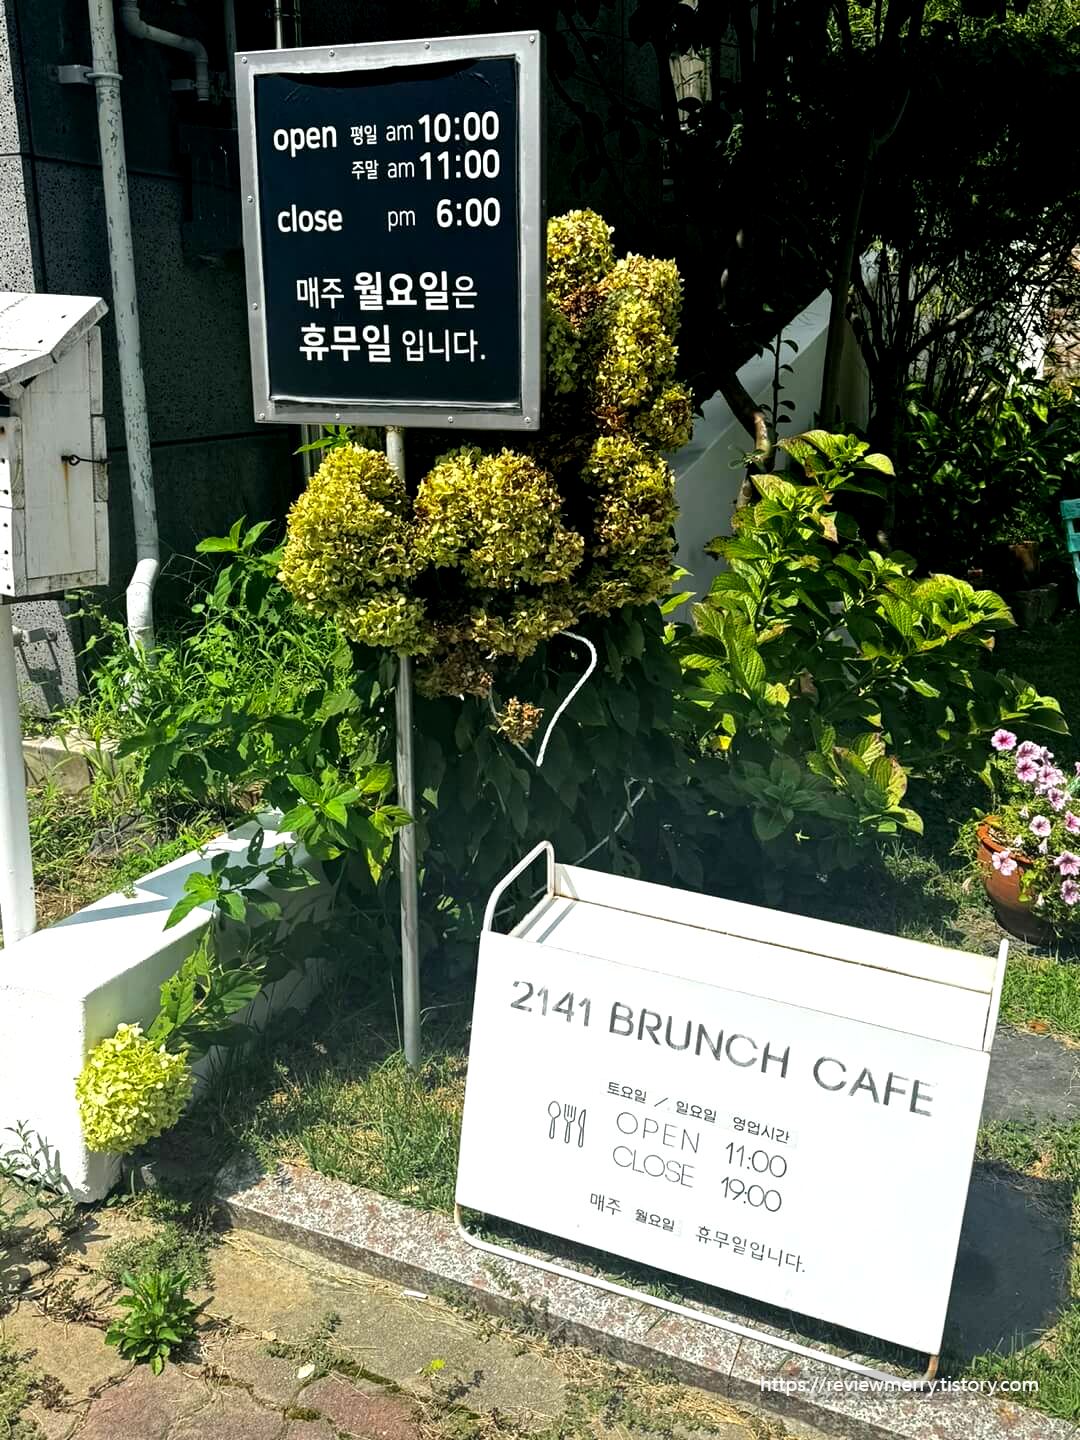 open 평일 am 10:00
주말 am 11:00
close pm 6:00
매주 월요일은
휴무일 입니다.
2141 BRUNCH CAFE
토요일 / 일요일 영업시간
OPEN 11:00
CLOSE 19:00
매주 월요일 휴무일입니다.
https://reviewmerry.tistory.com